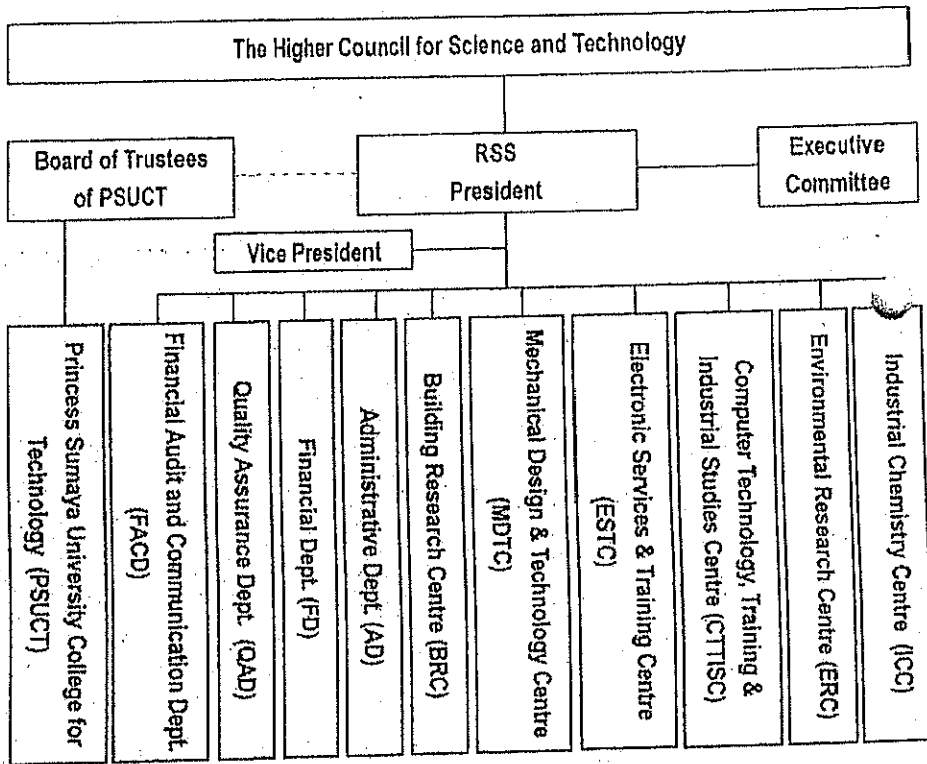 The Higher Council for Science and Technology
Board of Trustees
of PSUCT
RSS
President
Executive
Committee
Vice President
Princess Sumaya University College for
Technology (PSUCT)
Financial Audit and Communication Dept.
(FACD)
Quality Assurance Dept. (QAD)
Financial Dept. (FD)
Administrative Dept. (AD)
Building Research Centre (BRC)
Mechanical Design & Technology Centre
(MDTC)
Electronic Services & Training Centre
(ESTC)
Computer Technology, Training &
Industrial Studies Centre (CTTISC)
Environmental Research Centre (ERC)
Industrial Chemistry Centre (ICC)